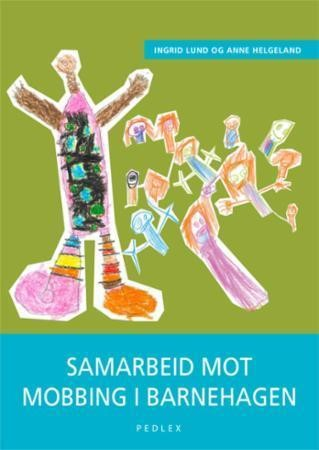 INGRID LUND OG ANNE HELGELAND
SAMARBEID MOT
MOBBING I BARNEHAGEN
PEDLEX